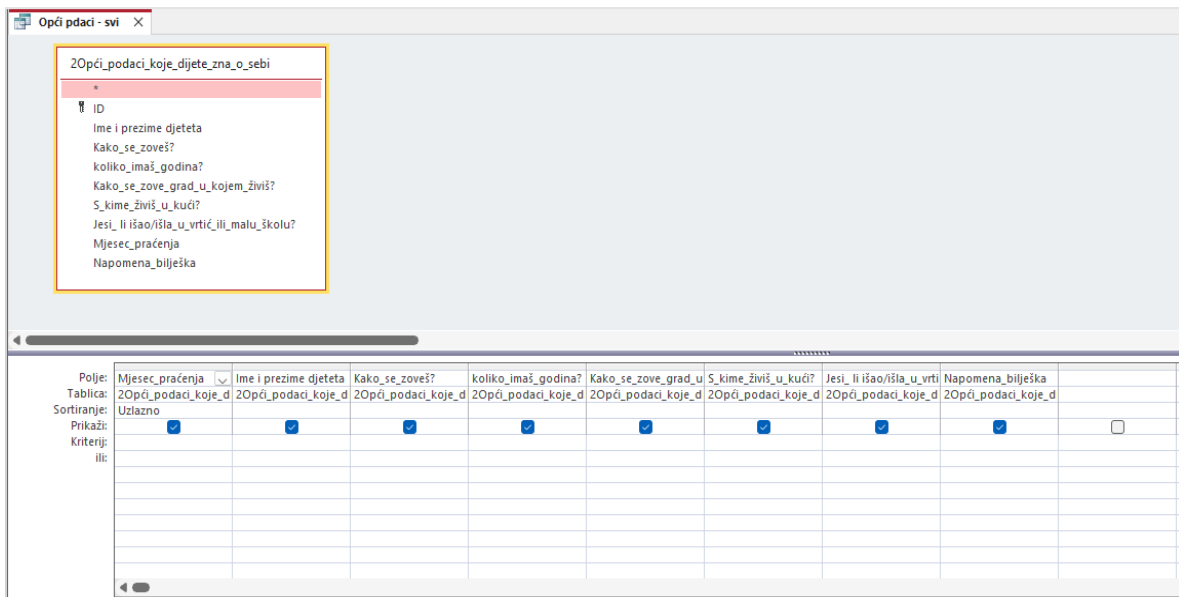 Opći pdaci - svi
2Opći_podaci_koje_dijete_zna_o_sebi
*
ID
Ime i prezime djeteta
Kako_se_zoveš?
koliko_imaš_godina?
Kako_se_zove_grad_u_kojem_živiš?
S_kime_živiš_u_kući?
Jesi_ li išao/išla_u_vrtić_ili_malu_školu?
Mjesec_praćenja
Napomena_bilješka
Polje: Mjesec_praćenja Ime i prezime djeteta Kako_se_zoveš? koliko_imaš_godina? Kako_se_zove_grad_u S_kime_živiš_u_kući? Jesi_ li išao/išla_u_vrti Napomena_bilješka
Tablica: 2Opći_podaci_koje_d 2Opći_podaci_koje_d 2Opći_podaci_koje_d 2Opći_podaci_koje_d 2Opći_podaci_koje_d 2Opći_podaci_koje_d 2Opći_podaci_koje_d 2Opći_podaci_koje_d
Sortiranje: Uzlazno
Prikaži:
Kriterij:
ili: